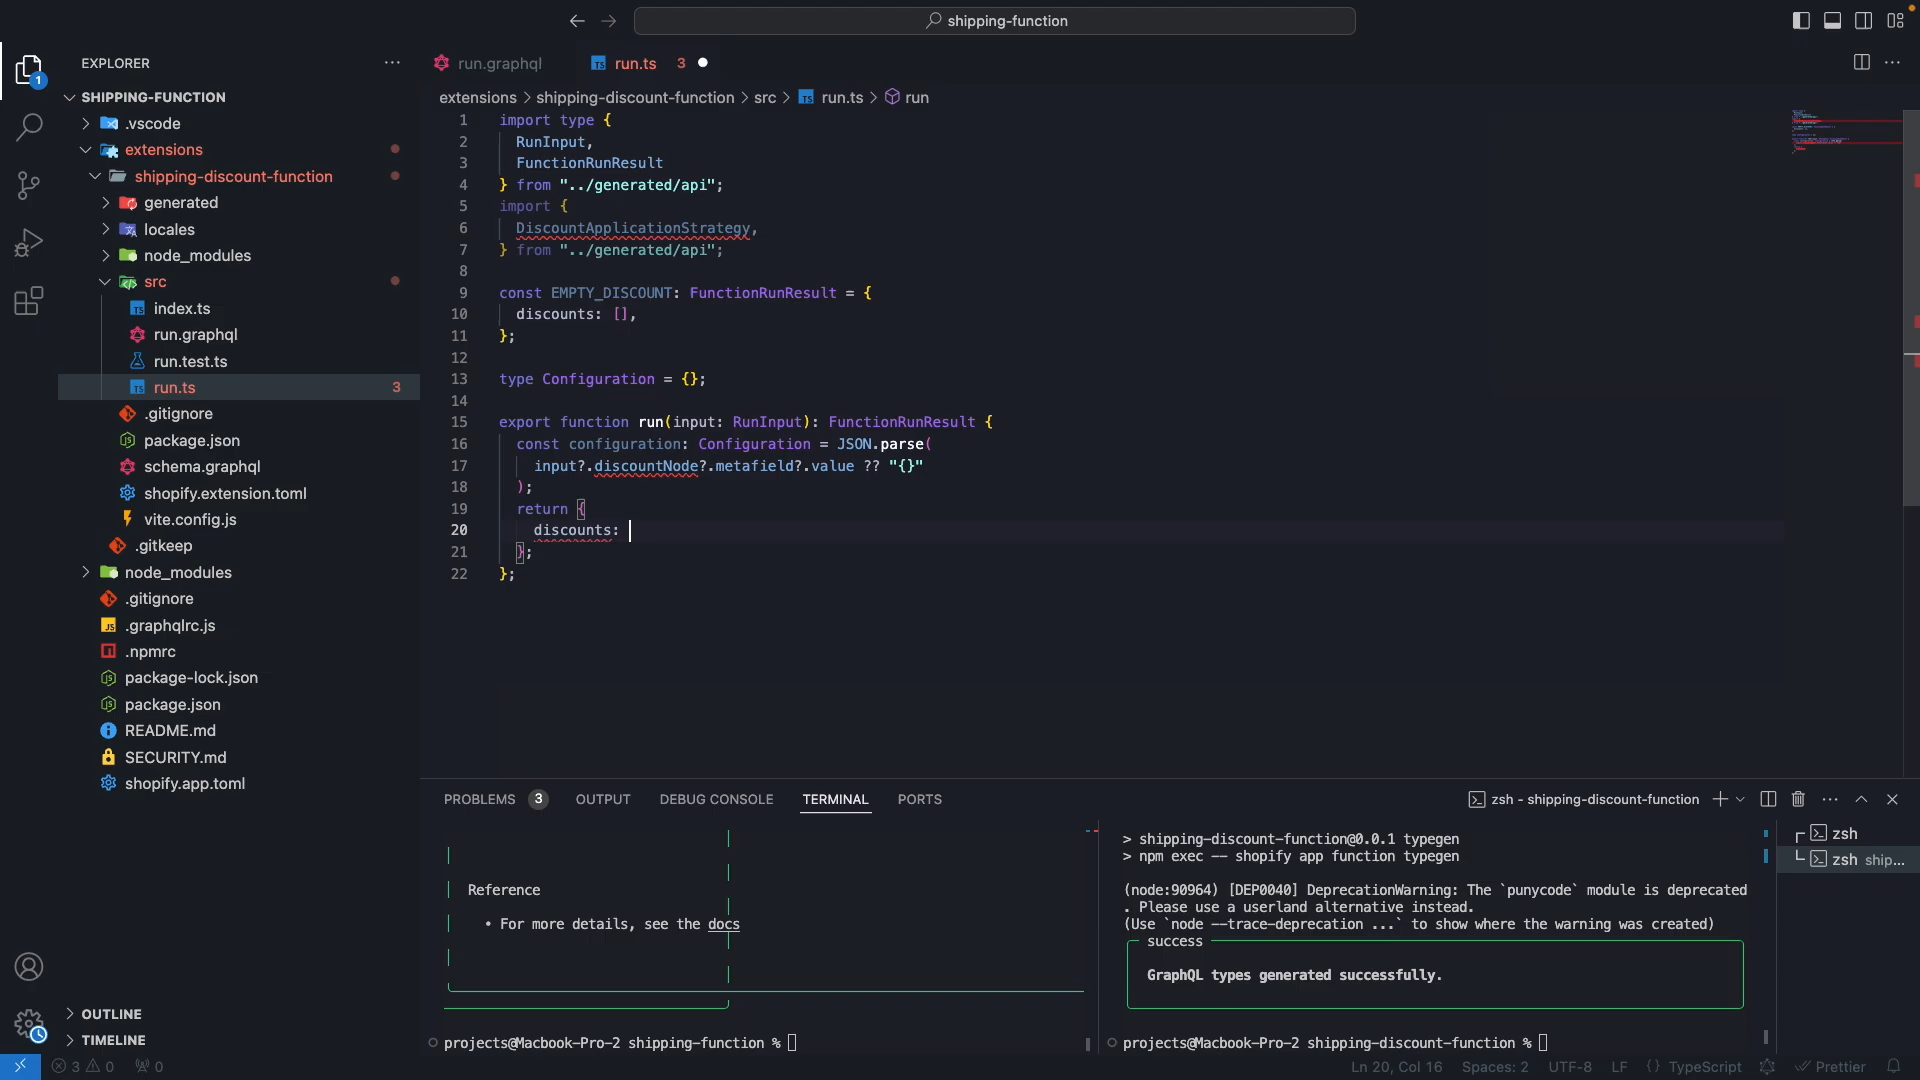 shipping-function
EXPLORER
SHIPPING-FUNCTION
.vscode
extensions
shipping-discount-function
generated
locales
node_modules
src
index.ts
run.graphql
run.test.ts
run.ts 3
.gitignore
package.json
schema.graphql
shopify.extension.toml
vite.config.js
.gitkeep
node_modules
.gitignore
.graphqlrc.js
.npmrc
package-lock.json
package.json
README.md
SECURITY.md
shopify.app.toml
OUTLINE
TIMELINE
1
run.graphql
run.ts 3
extensions > shipping-discount-function > src > run.ts > run
1 import type {
2 RunInput,
3 FunctionRunResult
4 } from "../generated/api";
5 import {
6 DiscountApplicationStrategy,
7 } from "../generated/api";
8
9 const EMPTY_DISCOUNT: FunctionRunResult = {
10 discounts: [],
11 };
12
13 type Configuration = {};
14
15 export function run(input: RunInput): FunctionRunResult {
16 const configuration: Configuration = JSON.parse(
17 input?.discountNode?.metafield?.value ?? "{}"
18 );
19 return {
20 discounts:
21 };
22 };
PROBLEMS 3 OUTPUT DEBUG CONSOLE TERMINAL PORTS
zsh - shipping-discount-function
Reference
• For more details, see the docs
projects@Macbook-Pro-2 shipping-function %
> shipping-discount-function@0.0.1 typegen
> npm exec -- shopify app function typegen
(node:90964) [DEP0040] DeprecationWarning: The `punycode` module is deprecated
. Please use a userland alternative instead.
(Use `node --trace-deprecation ...` to show where the warning was created)
success
GraphQL types generated successfully.
projects@Macbook-Pro-2 shipping-discount-function %
zsh
zsh ship...
3 0 0
Ln 20, Col 16 Spaces: 2 UTF-8 LF {} TypeScript Prettier